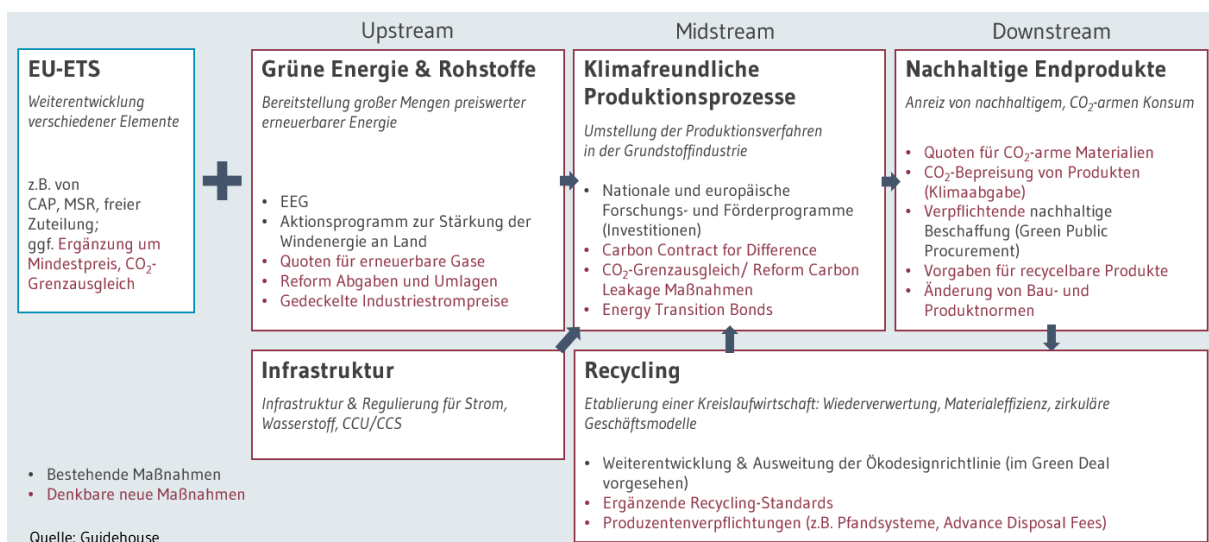 Upstream
Midstream
Downstream
EU-ETS
Weiterentwicklung
verschiedener Elemente
z.B. von
CAP, MSR, freier
Zuteilung;
ggf. Ergänzung um
Mindestpreis, CO₂-
Grenzausgleich
Grüne Energie & Rohstoffe
Bereitstellung großer Mengen preiswerter
erneuerbarer Energie
• EEG
• Aktionsprogramm zur Stärkung der
Windenergie an Land
• Quoten für erneuerbare Gase
• Reform Abgaben und Umlagen
• Gedeckelte Industriestrompreise
Klimafreundliche
Produktionsprozesse
Umstellung der Produktionsverfahren
in der Grundstoffindustrie
• Nationale und europäische
Forschungs- und Förderprogramme
(Investitionen)
• Carbon Contract for Difference
• CO₂-Grenzausgleich/ Reform Carbon
Leakage Maßnahmen
• Energy Transition Bonds
Nachhaltige Endprodukte
Anreiz von nachhaltigem, CO₂-armen Konsum
• Quoten für CO₂-arme Materialien
• CO₂-Bepreisung von Produkten
(Klimaabgabe)
• Verpflichtende nachhaltige
Beschaffung (Green Public
Procurement)
• Vorgaben für recycelbare Produkte
• Änderung von Bau- und
Produktnormen
Infrastruktur
Infrastruktur & Regulierung für Strom,
Wasserstoff, CCU/CCS
Recycling
Etablierung einer Kreislaufwirtschaft: Wiederverwertung, Materialeffizienz, zirkuläre
Geschäftsmodelle
• Weiterentwicklung & Ausweitung der Ökodesignrichtlinie (im Green Deal
vorgesehen)
• Ergänzende Recycling-Standards
• Produzentenverpflichtungen (z.B. Pfandsysteme, Advance Disposal Fees)
• Bestehende Maßnahmen
• Denkbare neue Maßnahmen
Quelle: Guidehouse